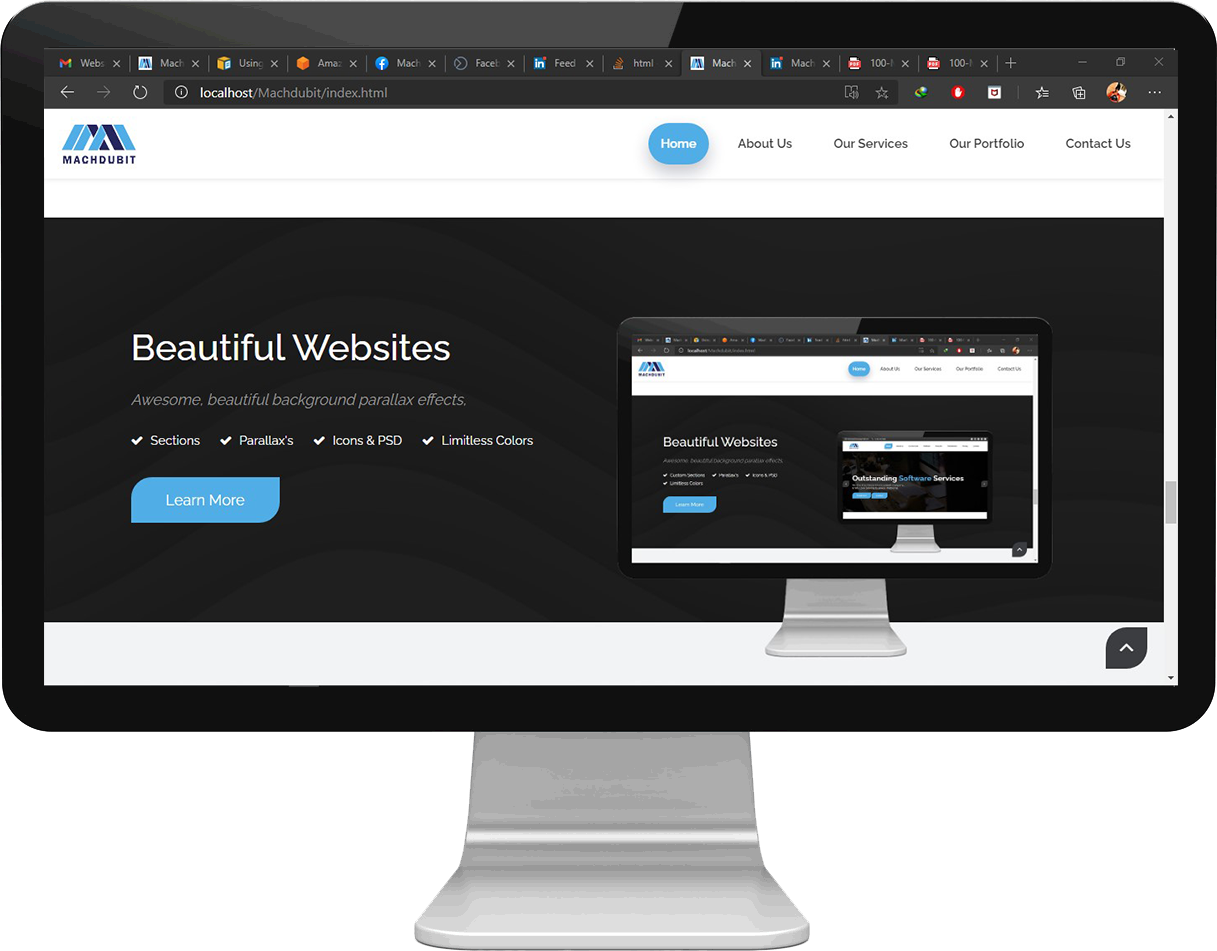 Webs Mach Using Amaz Mach Faceb Feed html Mach Mach 100-N 100-N
localhost/Machdubit/index.html
MACHDUBIT
Home About Us Our Services Our Portfolio Contact Us
Beautiful Websites
Awesome, beautiful background parallax effects,
Sections Parallax's Icons & PSD Limitless Colors
Learn More
localhost/Machdubit/index.html
MACHDUBIT
Home About Us Our Services Our Portfolio Contact Us
Beautiful Websites
Awesome, beautiful background parallax effects,
Custom Sections Parallax's Icons & PSD
Limitless Colors
Learn More
Outstanding Software Services